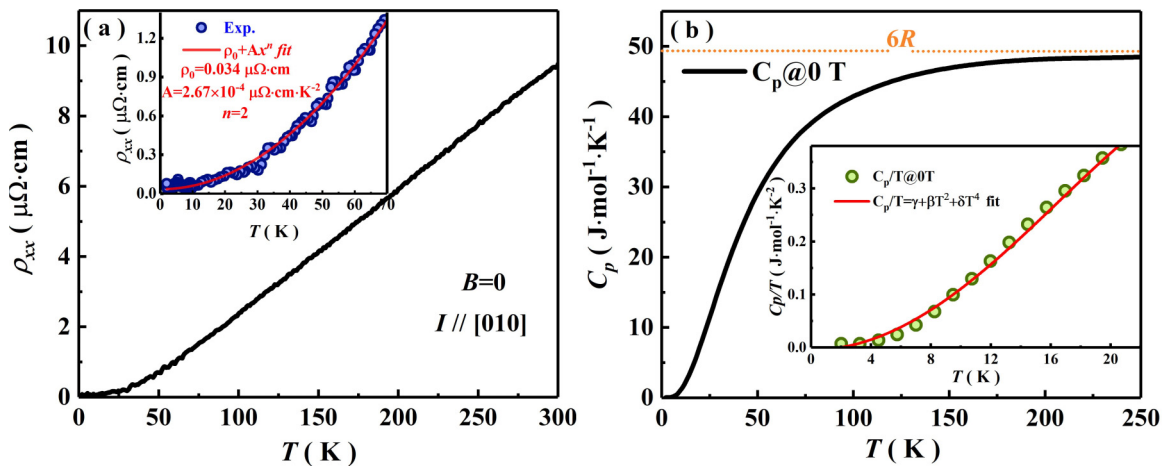 ( a )
Exp.
ρ₀+Axⁿ fit
ρ₀=0.034 μΩ·cm
A=2.67×10⁻⁴ μΩ·cm·K⁻²
n=2
1.2
0.9
0.6
0.3
0.0
ρxx ( μΩ·cm )
0 10 20 30 40 50 60 70
T ( K )
10
8
6
4
2
0
ρxx ( μΩ·cm )
B=0
I // [010]
0 50 100 150 200 250 300
T ( K )
( b )
6R
Cp@0 T
50
40
30
20
10
0
Cp ( J·mol⁻¹·K⁻¹ )
Cp/T@0T
Cp/T=γ+βT²+δT⁴ fit
0.3
0.2
0.1
0.0
Cp/T ( J·mol⁻¹·K⁻² )
0 4 8 12 16 20
T ( K )
0 50 100 150 200 250
T ( K )